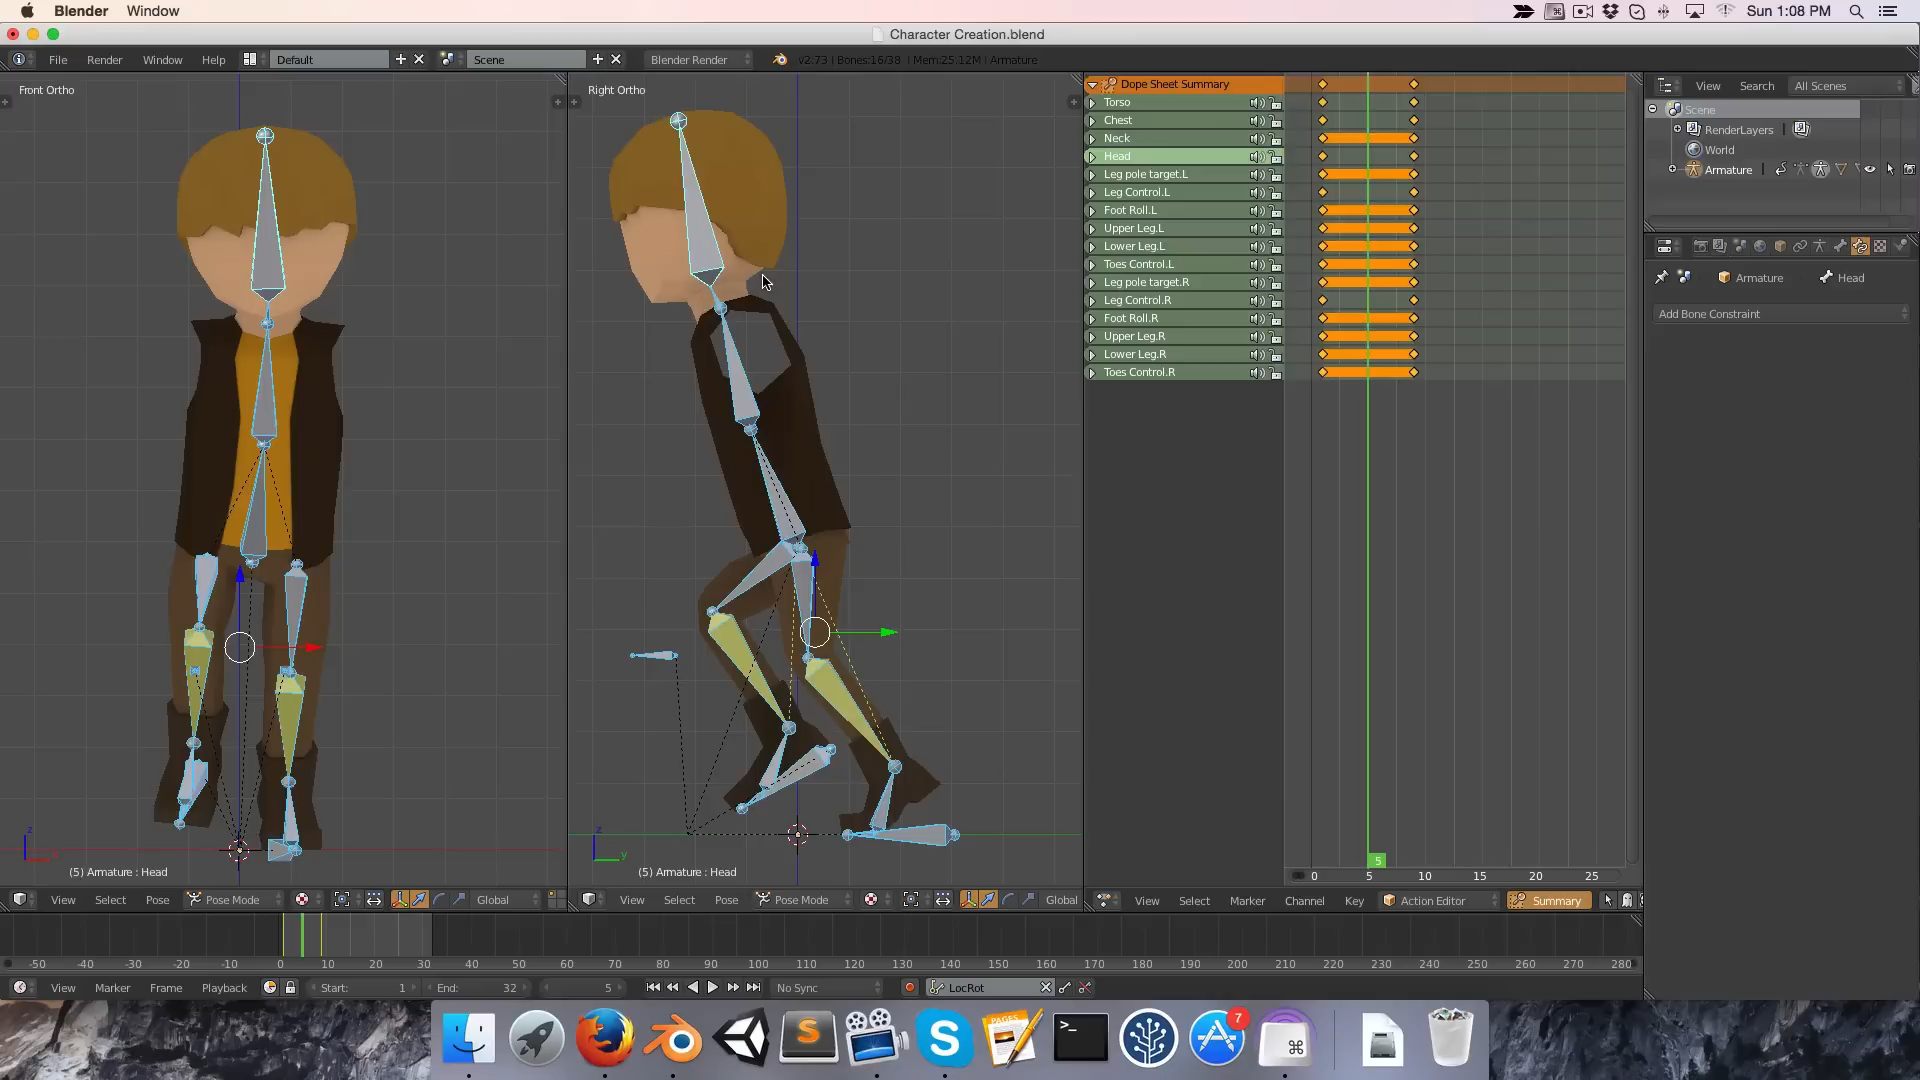 Blender Window Sun 1:08 PM
Character Creation.blend
File Render Window Help Default Scene Blender Render v2.73 | Bones:16/38 | Mem:25.12M | Armature
Front Ortho
Right Ortho
Dope Sheet Summary
Torso
Chest
Neck
Head
Leg pole target.L
Leg Control.L
Foot Roll.L
Upper Leg.L
Lower Leg.L
Toes Control.L
Leg pole target.R
Leg Control.R
Foot Roll.R
Upper Leg.R
Lower Leg.R
Toes Control.R
View Search All Scenes
Scene
RenderLayers |
World
Armature
Armature Head
Add Bone Constraint
z
x
z
y
(5) Armature : Head
(5) Armature : Head
5
0 5 10 15 20 25
View Select Pose Pose Mode Global
View Select Pose Pose Mode Global
View Select Marker Channel Key Action Editor Summary
-50 -40 -30 -20 -10 0 10 20 30 40 50 60 70 80 90 100 110 120 130 140 150 160 170 180 190 200 210 220 230 240 250 260 270 280
View Marker Frame Playback Start: 1 End: 32 5 No Sync LocRot
S
S
PAGES
>_
7
⌘